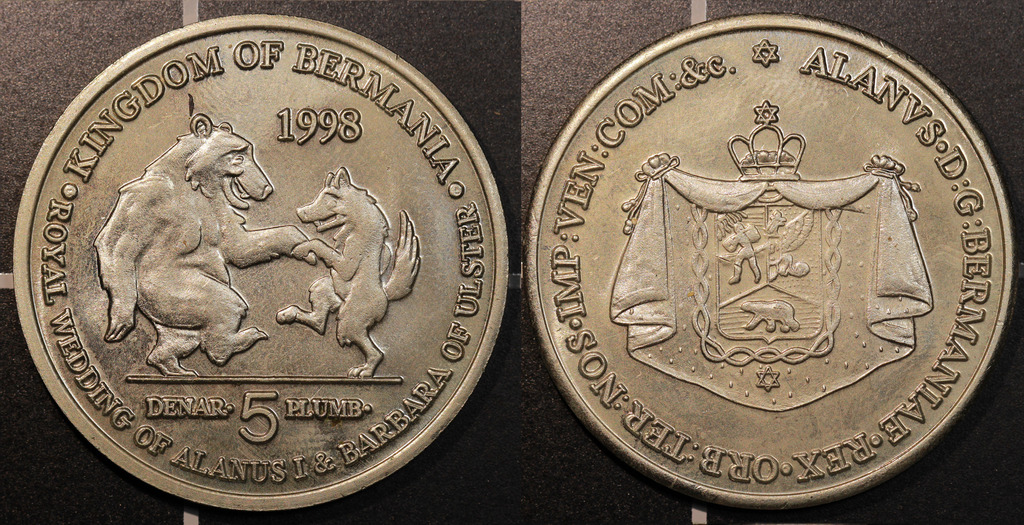 · KINGDOM OF BERMANIA ·
1998
DENAR· 5 PLUMB·
ROYAL WEDDING OF ALANUS I. & BARBARA OF ULSTER
ALANVS·D:G:BERMANIAE·REX·ORB:TER:NOS·IMP:VEN:COM:&c.